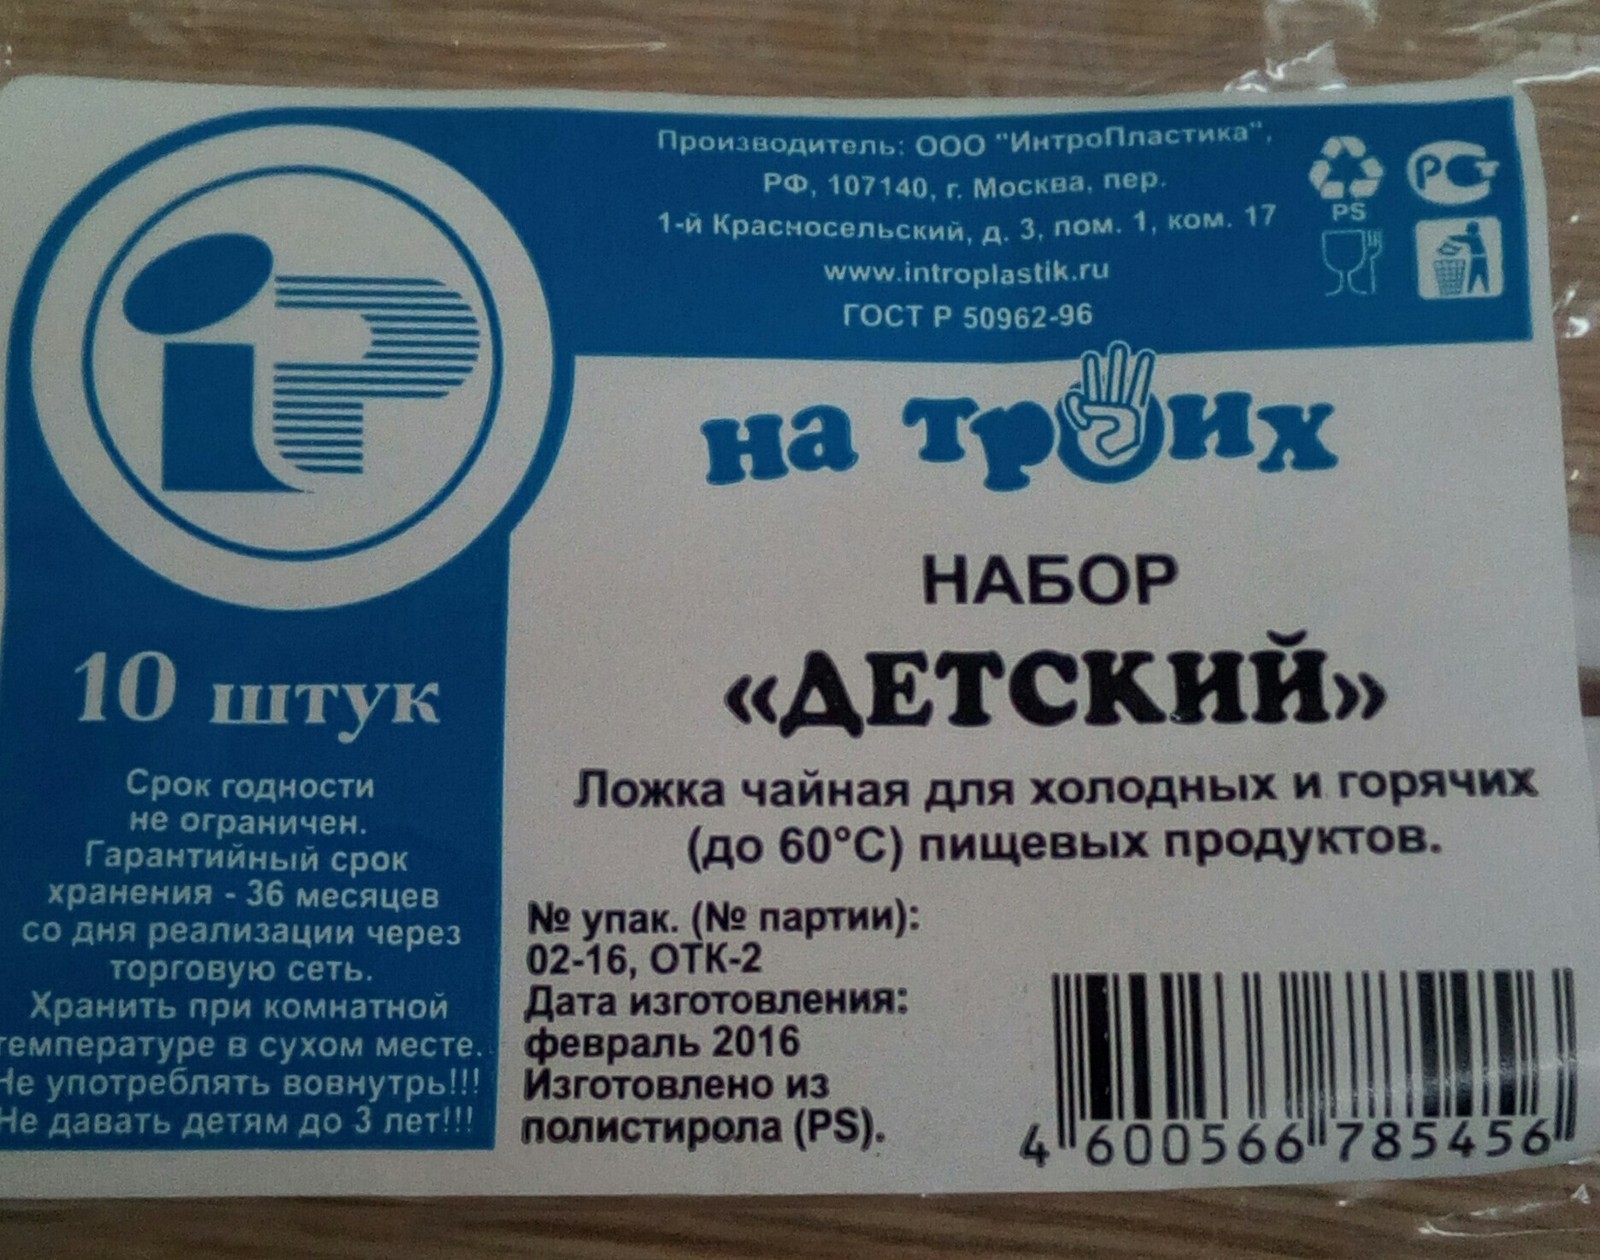 Производитель: ООО "ИнтроПластика",
РФ, 107140, г. Москва, пер.
1-й Красносельский, д. 3, пом. 1, ком. 17
www.introplastik.ru
ГОСТ Р 50962-96
PS
РСТ
iP
на троих
НАБОР
«ДЕТСКИЙ»
Ложка чайная для холодных и горячих
(до 60°С) пищевых продуктов.
10 штук
Срок годности
не ограничен.
Гарантийный срок
хранения - 36 месяцев
со дня реализации через
торговую сеть.
Хранить при комнатной
температуре в сухом месте.
Не употреблять вовнутрь!!!
Не давать детям до 3 лет!!!
№ упак. (№ партии):
02-16, ОТК-2
Дата изготовления:
февраль 2016
Изготовлено из
полистирола (PS).
4 600566 785456